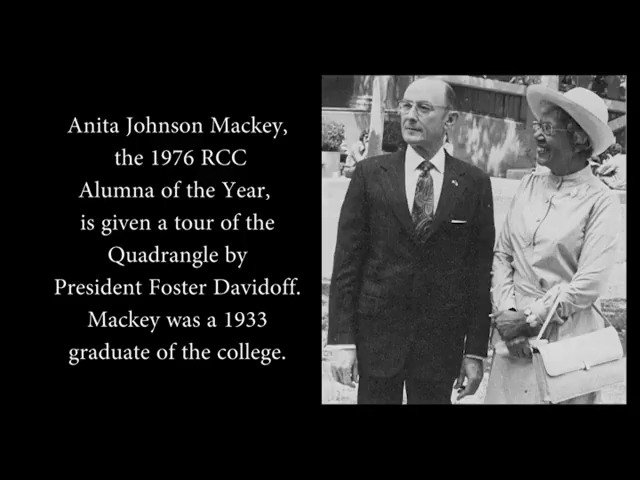 Anita Johnson Mackey,
the 1976 RCC
Alumna of the Year,
is given a tour of the
Quadrangle by
President Foster Davidoff.
Mackey was a 1933
graduate of the college.